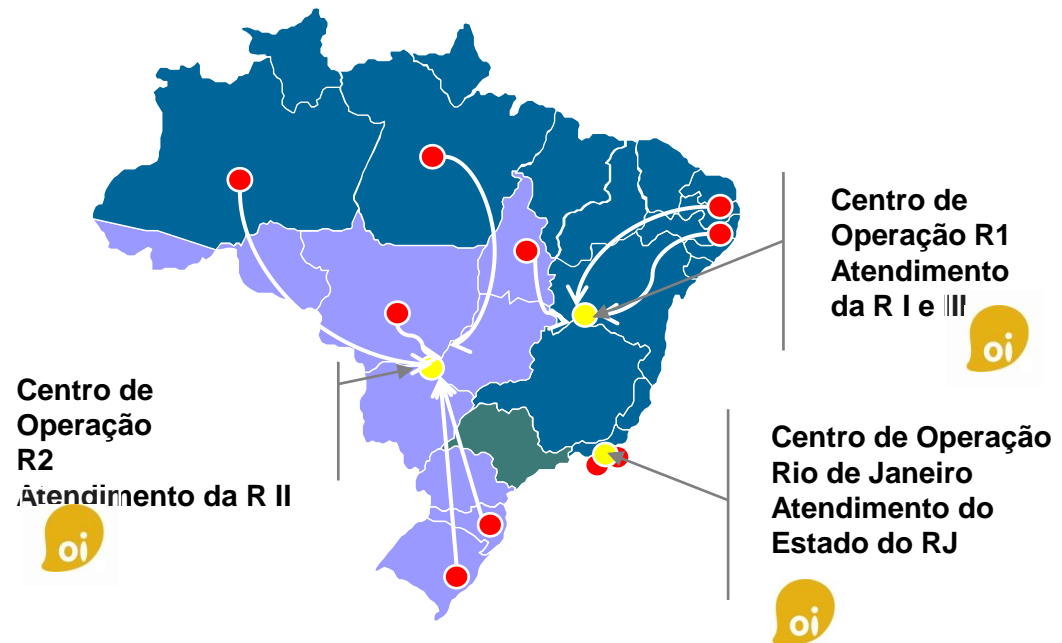 Centro de
Operação R1
Atendimento
da R I e III
oi
Centro de
Operação
R2
Atendimento da R II
oi
Centro de Operação
Rio de Janeiro
Atendimento do
Estado do RJ
oi